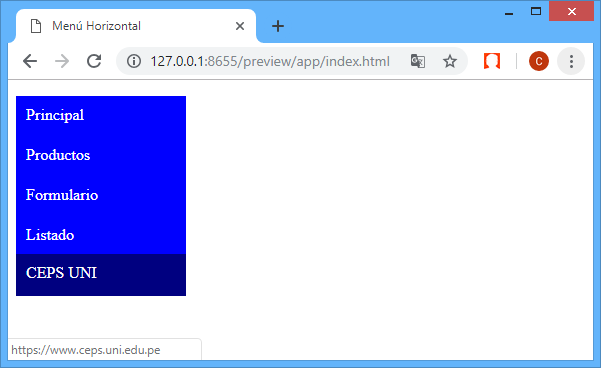 Menú Horizontal
127.0.0.1:8655/preview/app/index.html
C
Principal
Productos
Formulario
Listado
CEPS UNI
https://www.ceps.uni.edu.pe